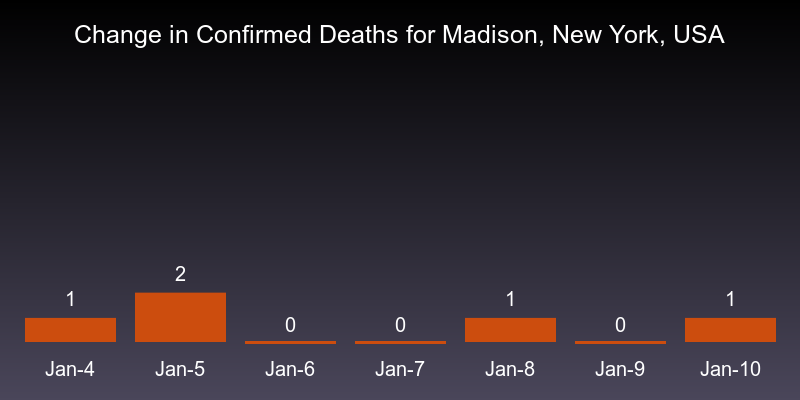 Change in Confirmed Deaths for Madison, New York, USA
1 2 0 0 1 0 1
Jan-4 Jan-5 Jan-6 Jan-7 Jan-8 Jan-9 Jan-10